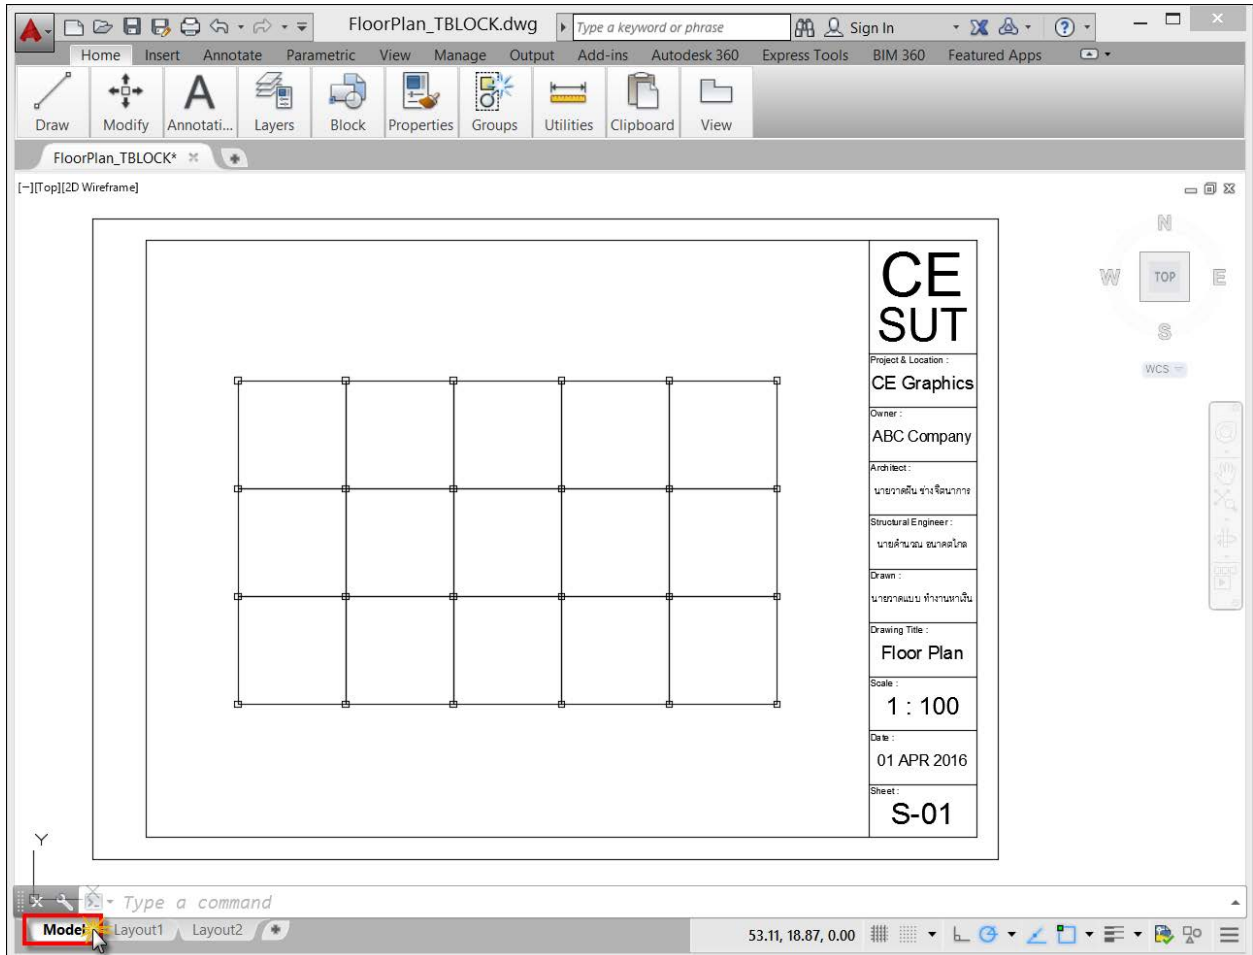 FloorPlan_TBLOCK.dwg
Type a keyword or phrase
Sign In
Home Insert Annotate Parametric View Manage Output Add-ins Autodesk 360 Express Tools BIM 360 Featured Apps
Draw Modify Annotati... Layers Block Properties Groups Utilities Clipboard View
FloorPlan_TBLOCK*
[−][Top][2D Wireframe]
N
W TOP E
S
WCS
CE
SUT
Project & Location :
CE Graphics
Owner :
ABC Company
Architect :
นายวาดฝัน ช่างจินตนาการ
Structural Engineer :
นายคำนวณ อนาคตไกล
Drawn :
นายวาดแบบ ทำงานหาเงิน
Drawing Title :
Floor Plan
Scale :
1 : 100
Date :
01 APR 2016
Sheet :
S-01
Y
X
Type a command
Model Layout1 Layout2
53.11, 18.87, 0.00